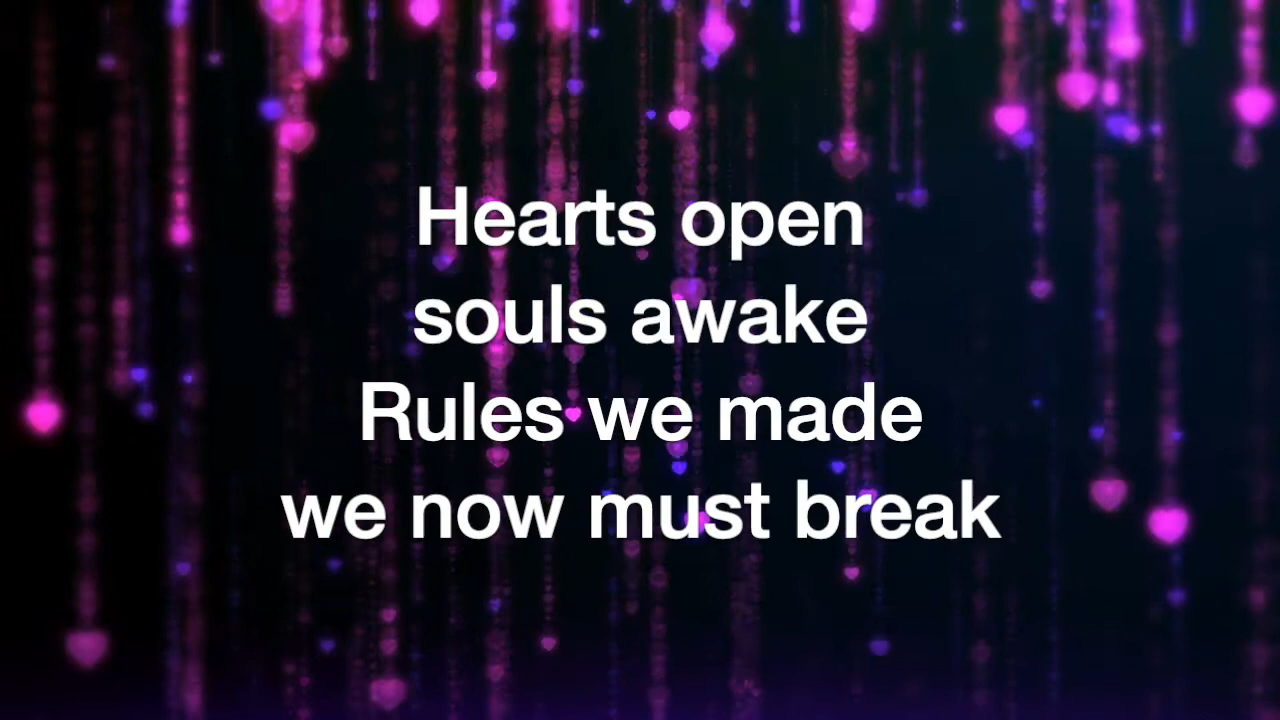 Hearts open
souls awake
Rules we made
we now must break